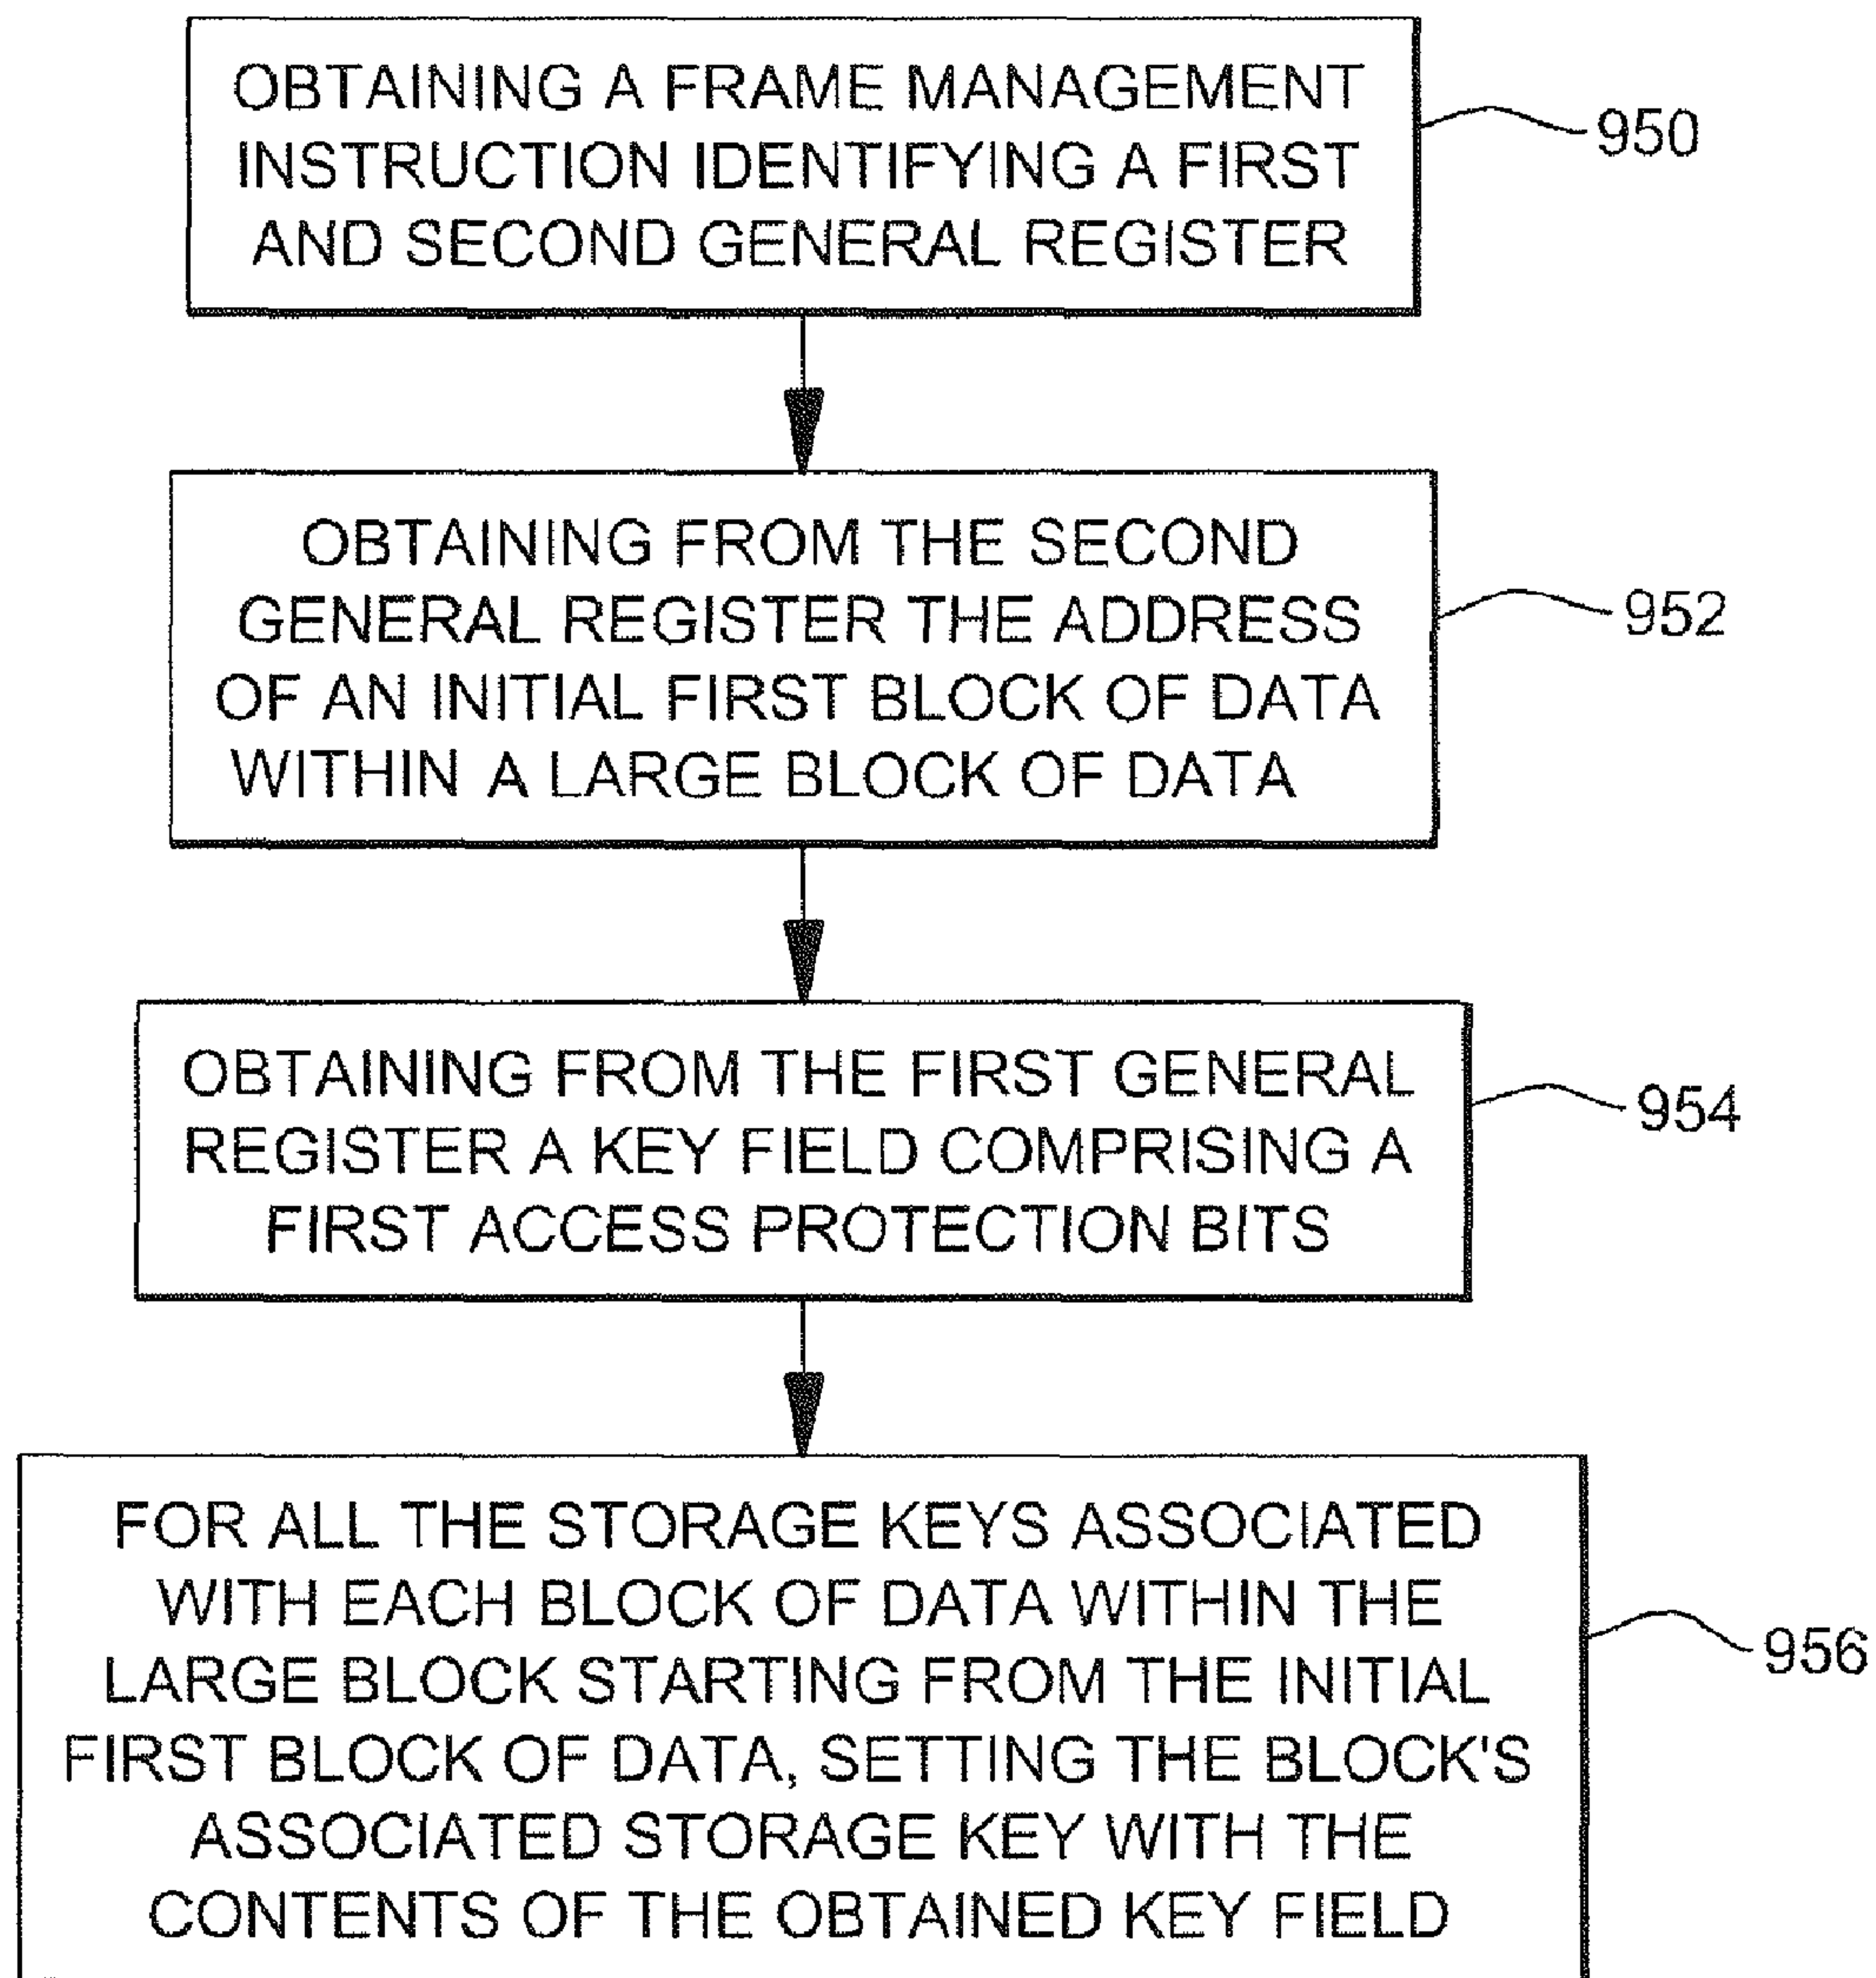 OBTAINING A FRAME MANAGEMENT
INSTRUCTION IDENTIFYING A FIRST
AND SECOND GENERAL REGISTER
950
OBTAINING FROM THE SECOND
GENERAL REGISTER THE ADDRESS
OF AN INITIAL FIRST BLOCK OF DATA
WITHIN A LARGE BLOCK OF DATA
952
OBTAINING FROM THE FIRST GENERAL
REGISTER A KEY FIELD COMPRISING A
FIRST ACCESS PROTECTION BITS
954
FOR ALL THE STORAGE KEYS ASSOCIATED
WITH EACH BLOCK OF DATA WITHIN THE
LARGE BLOCK STARTING FROM THE INITIAL
FIRST BLOCK OF DATA, SETTING THE BLOCK'S
ASSOCIATED STORAGE KEY WITH THE
CONTENTS OF THE OBTAINED KEY FIELD
956